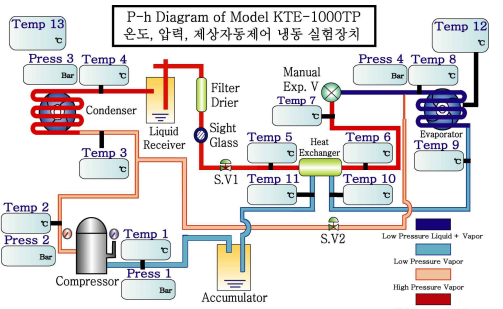 P-h Diagram of Model KTE-1000TP
온도, 압력, 제상자동제어 냉동 실험장치
Temp 13
℃
Temp 12
℃
Press 3
Bar
Temp 4
℃
Condenser
Temp 3
℃
Liquid
Receiver
Filter
Drier
Sight
Glass
S.V1
Manual
Exp. V
Temp 7
℃
Press 4
Bar
Temp 8
℃
Evaporator
Temp 9
℃
Temp 5
℃
Heat
Exchanger
Temp 6
℃
Temp 11
℃
Temp 10
℃
S.V2
Temp 2
℃
Press 2
Bar
Compressor
Temp 1
℃
Press 1
Bar
Accumulator
Low Pressure Liquid + Vapor
Low Pressure Vapor
High Pressure Vapor